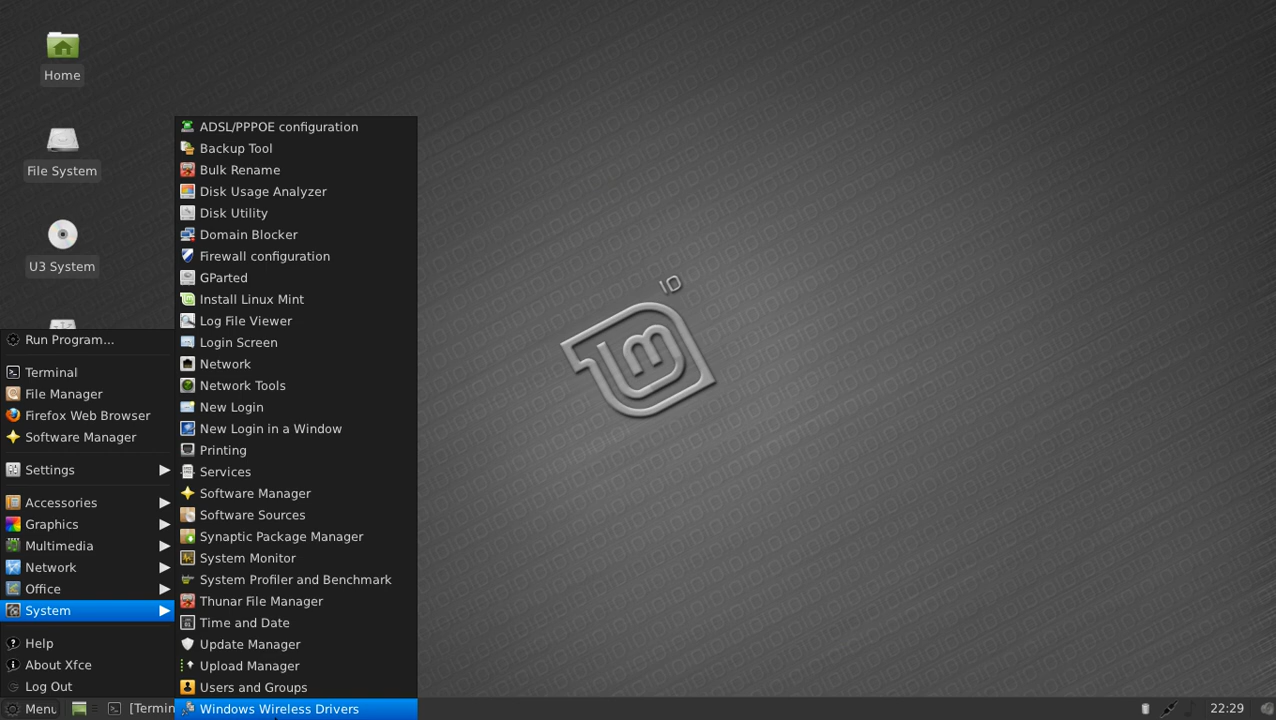 Home
File System
U3 System
10
ADSL/PPPOE configuration
Backup Tool
Bulk Rename
Disk Usage Analyzer
Disk Utility
Domain Blocker
Firewall configuration
GParted
Install Linux Mint
Log File Viewer
Login Screen
Network
Network Tools
New Login
New Login in a Window
Printing
Services
Software Manager
Software Sources
Synaptic Package Manager
System Monitor
System Profiler and Benchmark
Thunar File Manager
Time and Date
Update Manager
Upload Manager
Users and Groups
Windows Wireless Drivers
Run Program...
Terminal
File Manager
Firefox Web Browser
Software Manager
Settings
Accessories
Graphics
Multimedia
Network
Office
System
Help
About Xfce
Log Out
Menu
[Termin
22:29